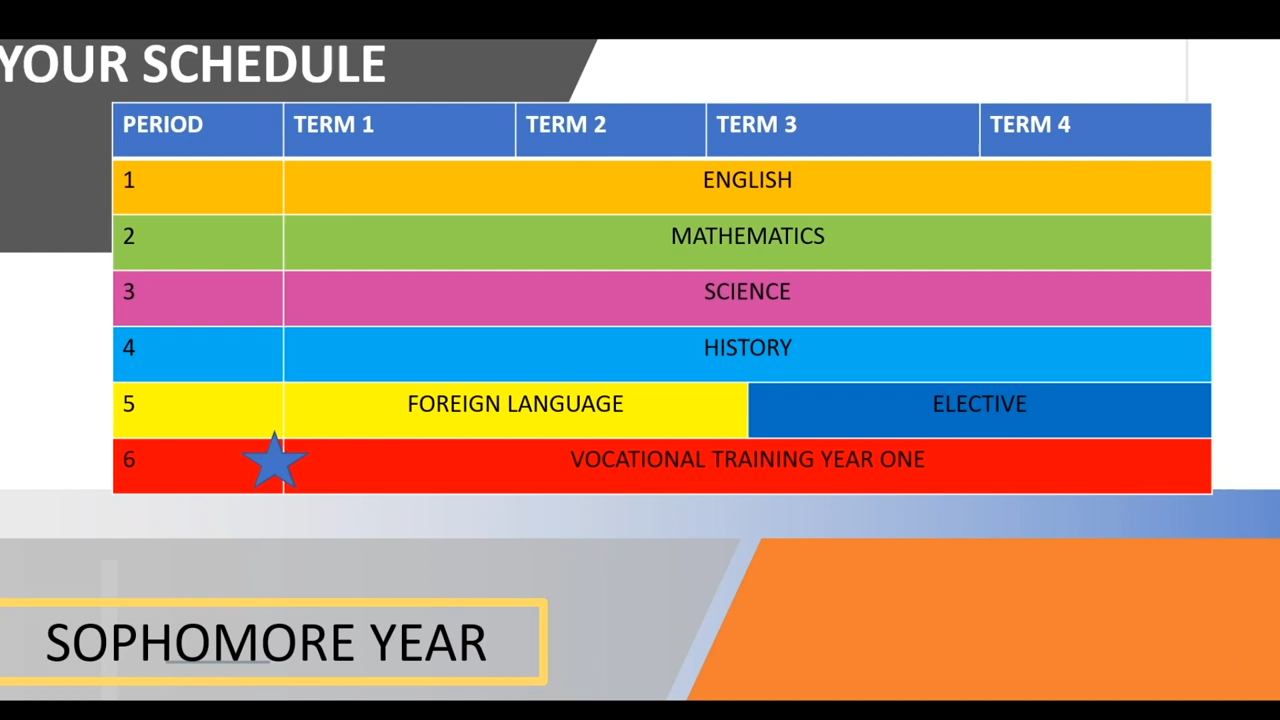 YOUR SCHEDULE
PERIOD TERM 1 TERM 2 TERM 3 TERM 4
1 ENGLISH
2 MATHEMATICS
3 SCIENCE
4 HISTORY
5 FOREIGN LANGUAGE ELECTIVE
6 VOCATIONAL TRAINING YEAR ONE
SOPHOMORE YEAR